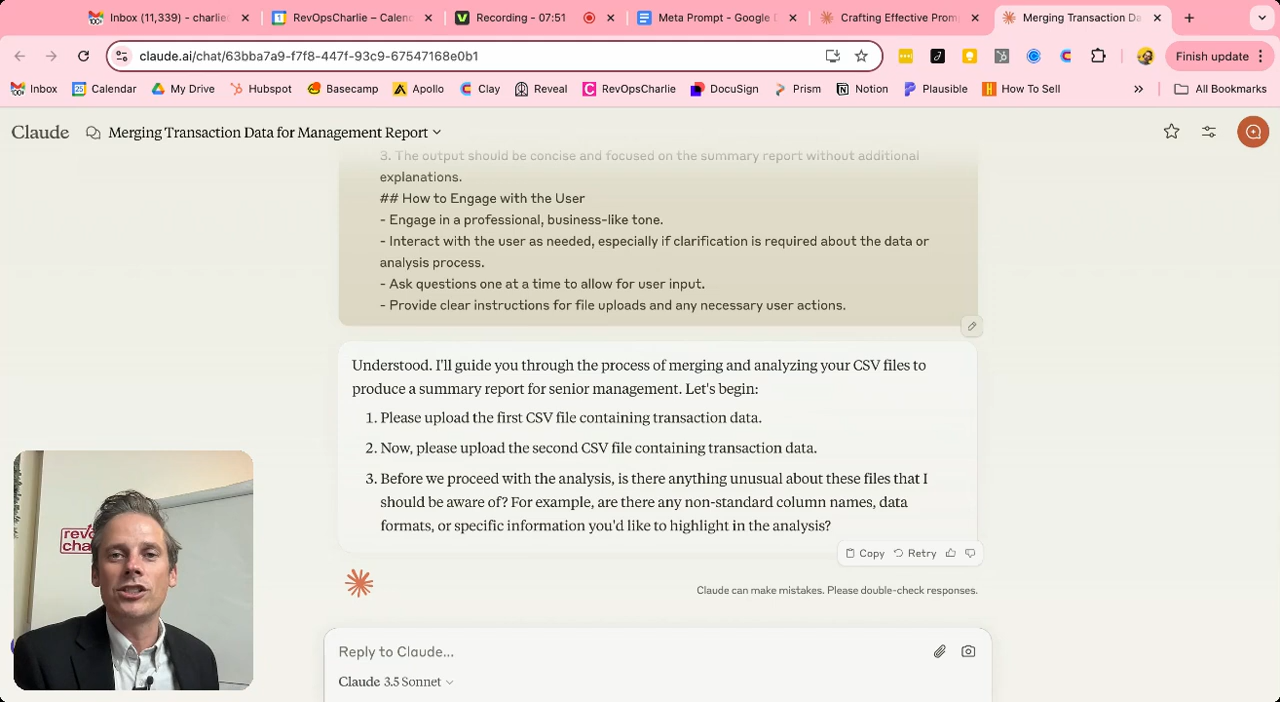 Inbox (11,339) - charlie
RevOpsCharlie – Calenc
Recording - 07:51
Meta Prompt - Google D
Crafting Effective Prom
Merging Transaction Da
claude.ai/chat/63bba7a9-f7f8-447f-93c9-67547168e0b1
Finish update
Inbox
Calendar
My Drive
Hubspot
Basecamp
Apollo
Clay
Reveal
RevOpsCharlie
DocuSign
Prism
Notion
Plausible
How To Sell
All Bookmarks
Claude
Merging Transaction Data for Management Report
3. The output should be concise and focused on the summary report without additional
explanations.
## How to Engage with the User
- Engage in a professional, business-like tone.
- Interact with the user as needed, especially if clarification is required about the data or
analysis process.
- Ask questions one at a time to allow for user input.
- Provide clear instructions for file uploads and any necessary user actions.
Understood. I'll guide you through the process of merging and analyzing your CSV files to
produce a summary report for senior management. Let's begin:
1. Please upload the first CSV file containing transaction data.
2. Now, please upload the second CSV file containing transaction data.
3. Before we proceed with the analysis, is there anything unusual about these files that I
should be aware of? For example, are there any non-standard column names, data
formats, or specific information you'd like to highlight in the analysis?
Copy
Retry
Claude can make mistakes. Please double-check responses.
Reply to Claude...
Claude 3.5 Sonnet